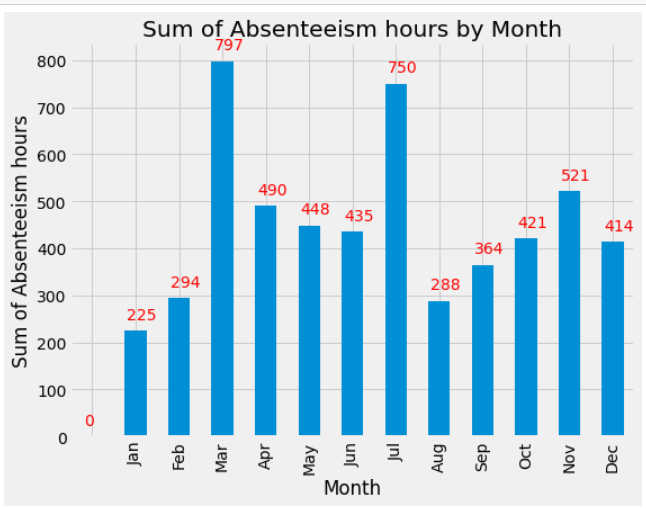 Sum of Absenteeism hours by Month
Sum of Absenteeism hours
800
700
600
500
400
300
200
100
0
0
225
294
797
490
448
435
750
288
364
421
521
414
Jan
Feb
Mar
Apr
May
Jun
Jul
Aug
Sep
Oct
Nov
Dec
Month